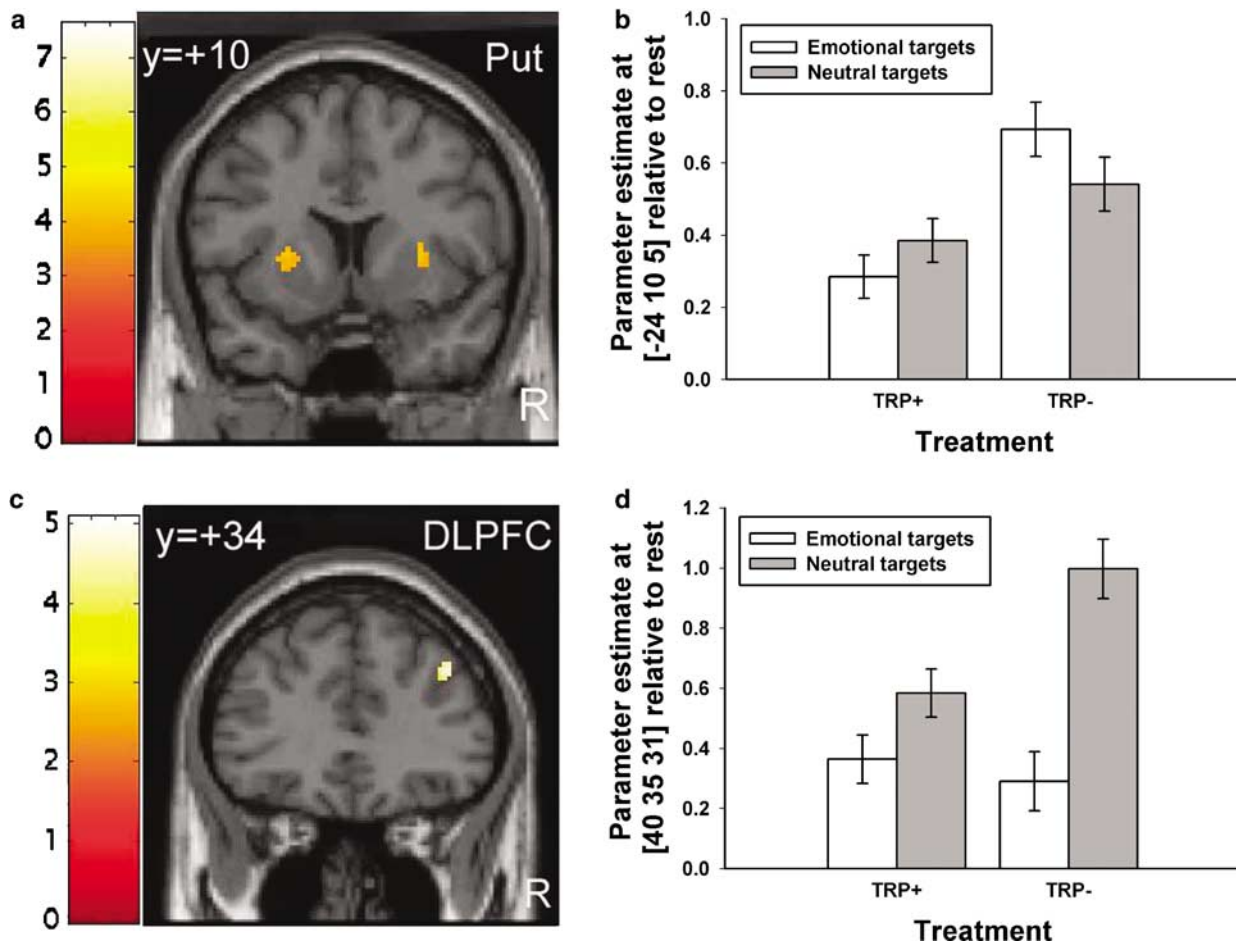 a
7
6
5
4
3
2
1
0
y=+10
Put
R
b
Parameter estimate at
[-24 10 5] relative to rest
1.0
0.8
0.6
0.4
0.2
0.0
Emotional targets
Neutral targets
TRP+
TRP-
Treatment
c
5
4
3
2
1
0
y=+34
DLPFC
R
d
Parameter estimate at
[40 35 31] relative to rest
1.2
1.0
0.8
0.6
0.4
0.2
0.0
Emotional targets
Neutral targets
TRP+
TRP-
Treatment